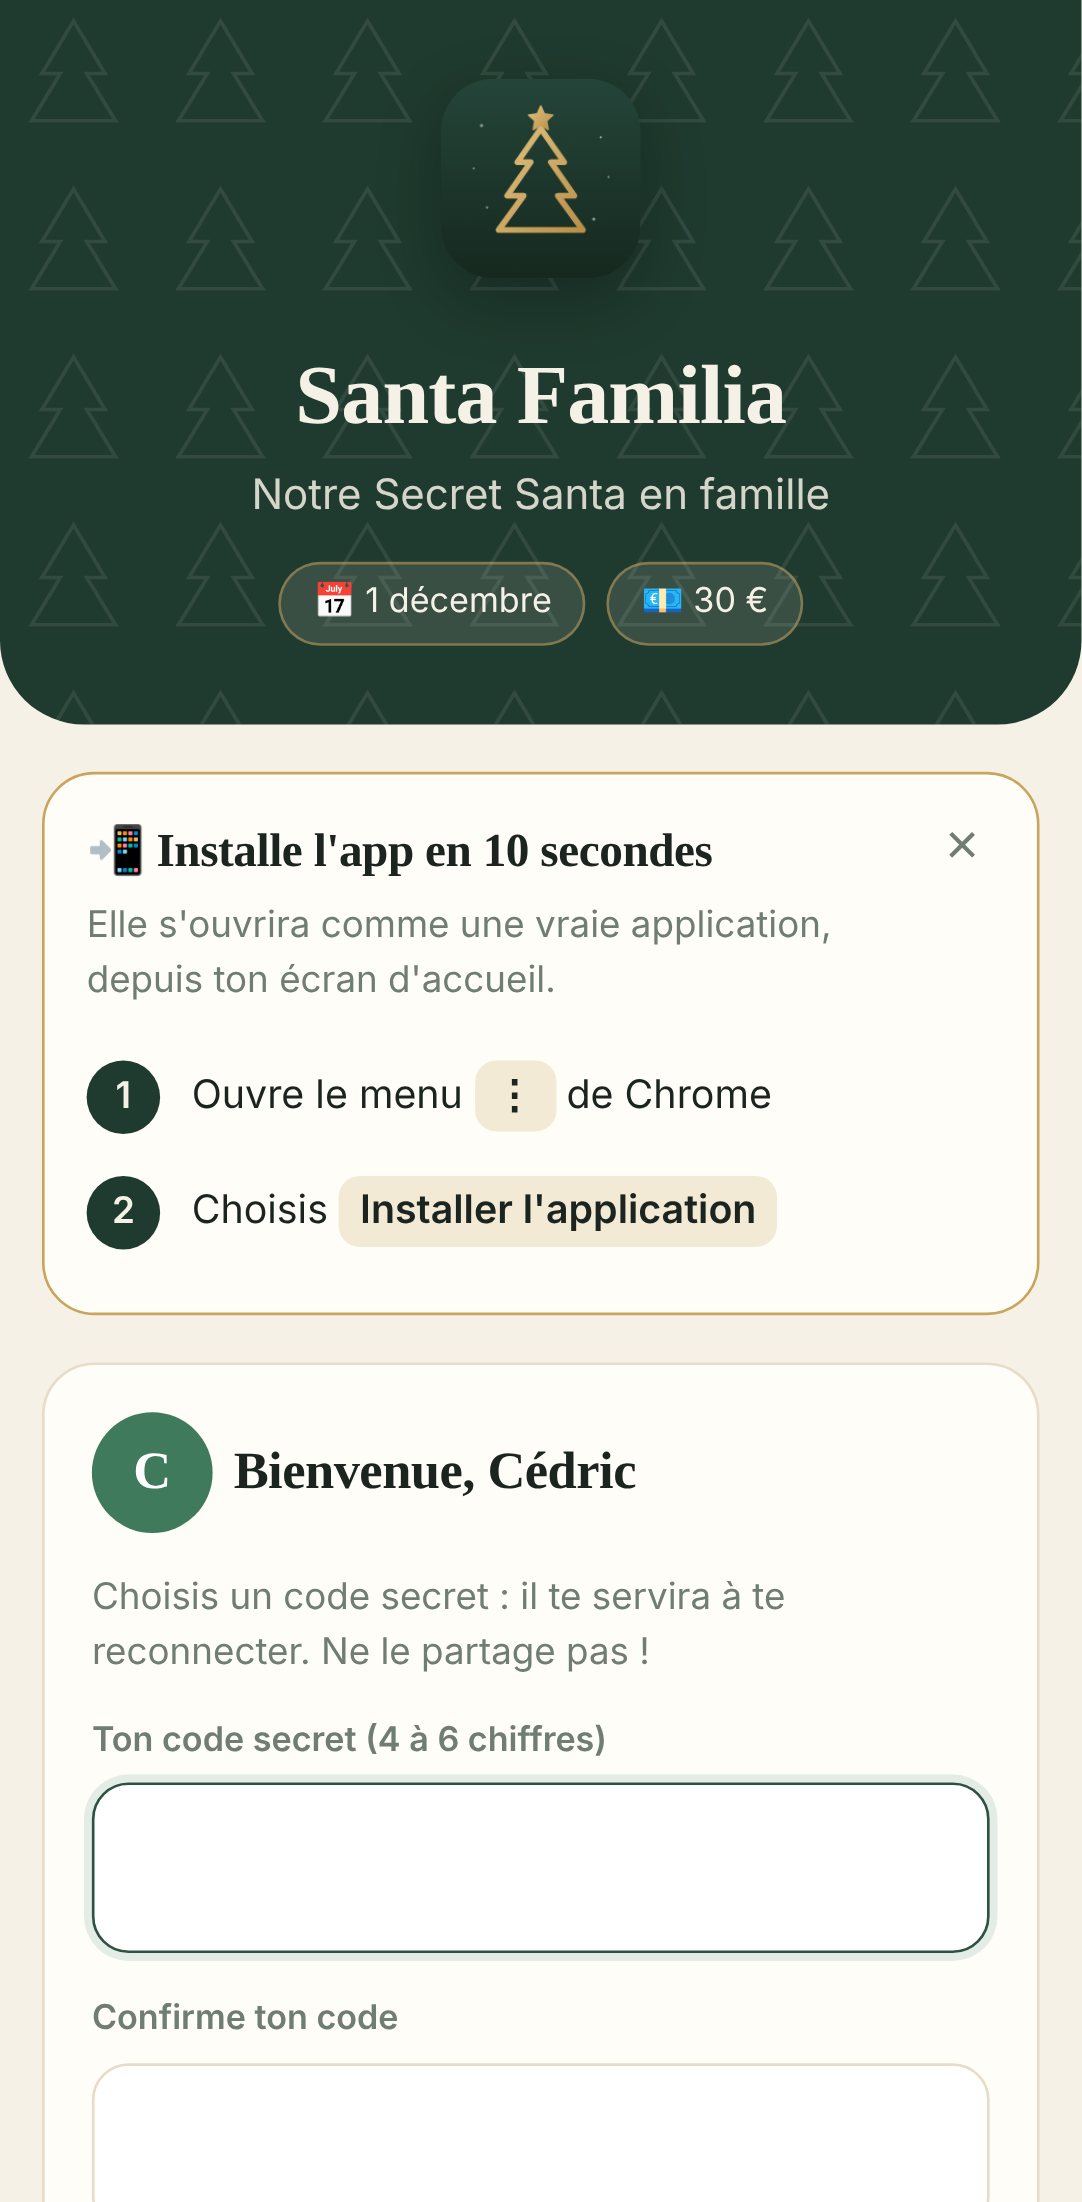 Santa Familia
Notre Secret Santa en famille
📅 1 décembre
💶 30 €
📲 Installe l'app en 10 secondes
Elle s'ouvrira comme une vraie application,
depuis ton écran d'accueil.
1 Ouvre le menu ⋮ de Chrome
2 Choisis Installer l'application
C Bienvenue, Cédric
Choisis un code secret : il te servira à te
reconnecter. Ne le partage pas !
Ton code secret (4 à 6 chiffres)
Confirme ton code